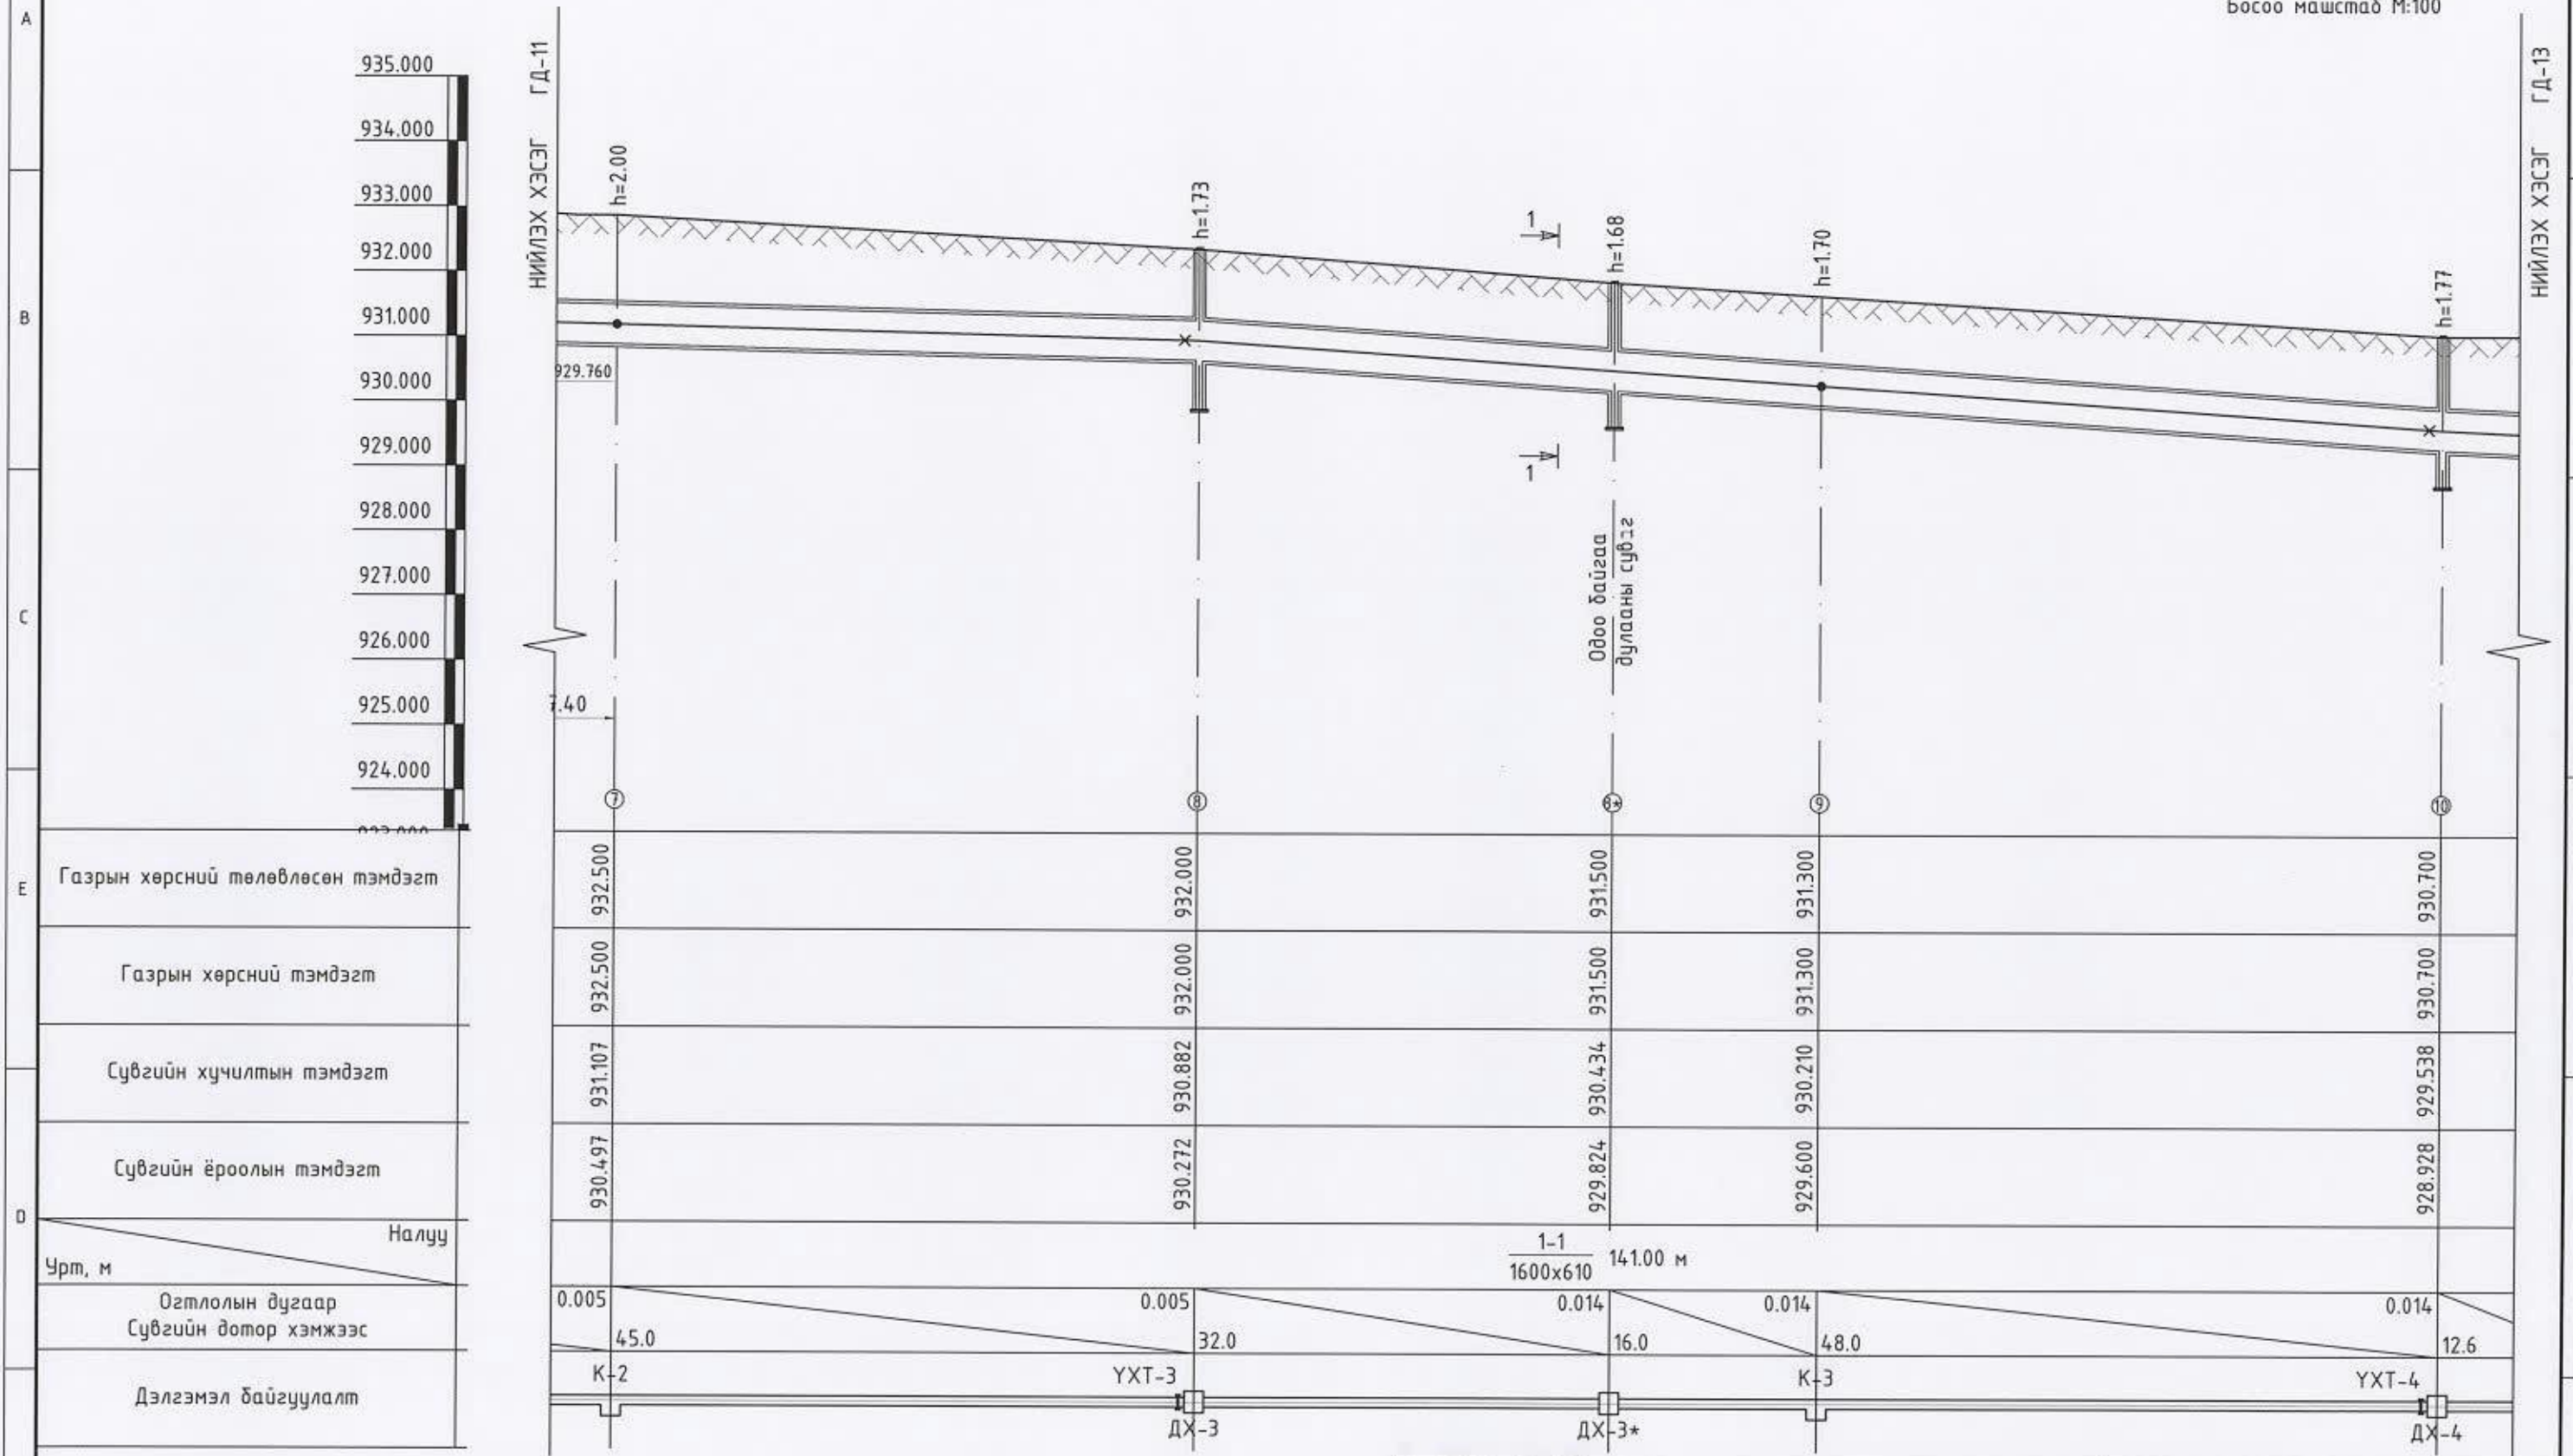 Босоо машстаб М:100
A
B
C
E
D
935.000
934.000
933.000
932.000
931.000
930.000
929.000
928.000
927.000
926.000
925.000
924.000
923.000
НИЙЛЭХ ХЭСЭГ ГД-11
НИЙЛЭХ ХЭСЭГ ГД-13
h=2.00
h=1.73
h=1.68
h=1.70
h=1.77
1
1
929.760
7.40
Одоо байгаа
дулааны сувэг
7
8
8*
9
10
Газрын хөрсний төлөвлөсөн тэмдэгт
932.500
932.000
931.500
931.300
930.700
Газрын хөрсний тэмдэгт
932.500
932.000
931.500
931.300
930.700
Сувгийн хучилтын тэмдэгт
931.107
930.882
930.434
930.210
929.538
Сувгийн ёроолын тэмдэгт
930.497
930.272
929.824
929.600
928.928
Налуу
Урт, м
1-1
1600x610
141.00 м
Огтлолын дугаар
Сувгийн дотор хэмжээс
0.005
0.005
0.014
0.014
0.014
45.0
32.0
16.0
48.0
12.6
Дэлгэмэл байгуулалт
К-2
ҮХТ-3
К-3
ҮХТ-4
ДХ-3
ДХ-3*
ДХ-4